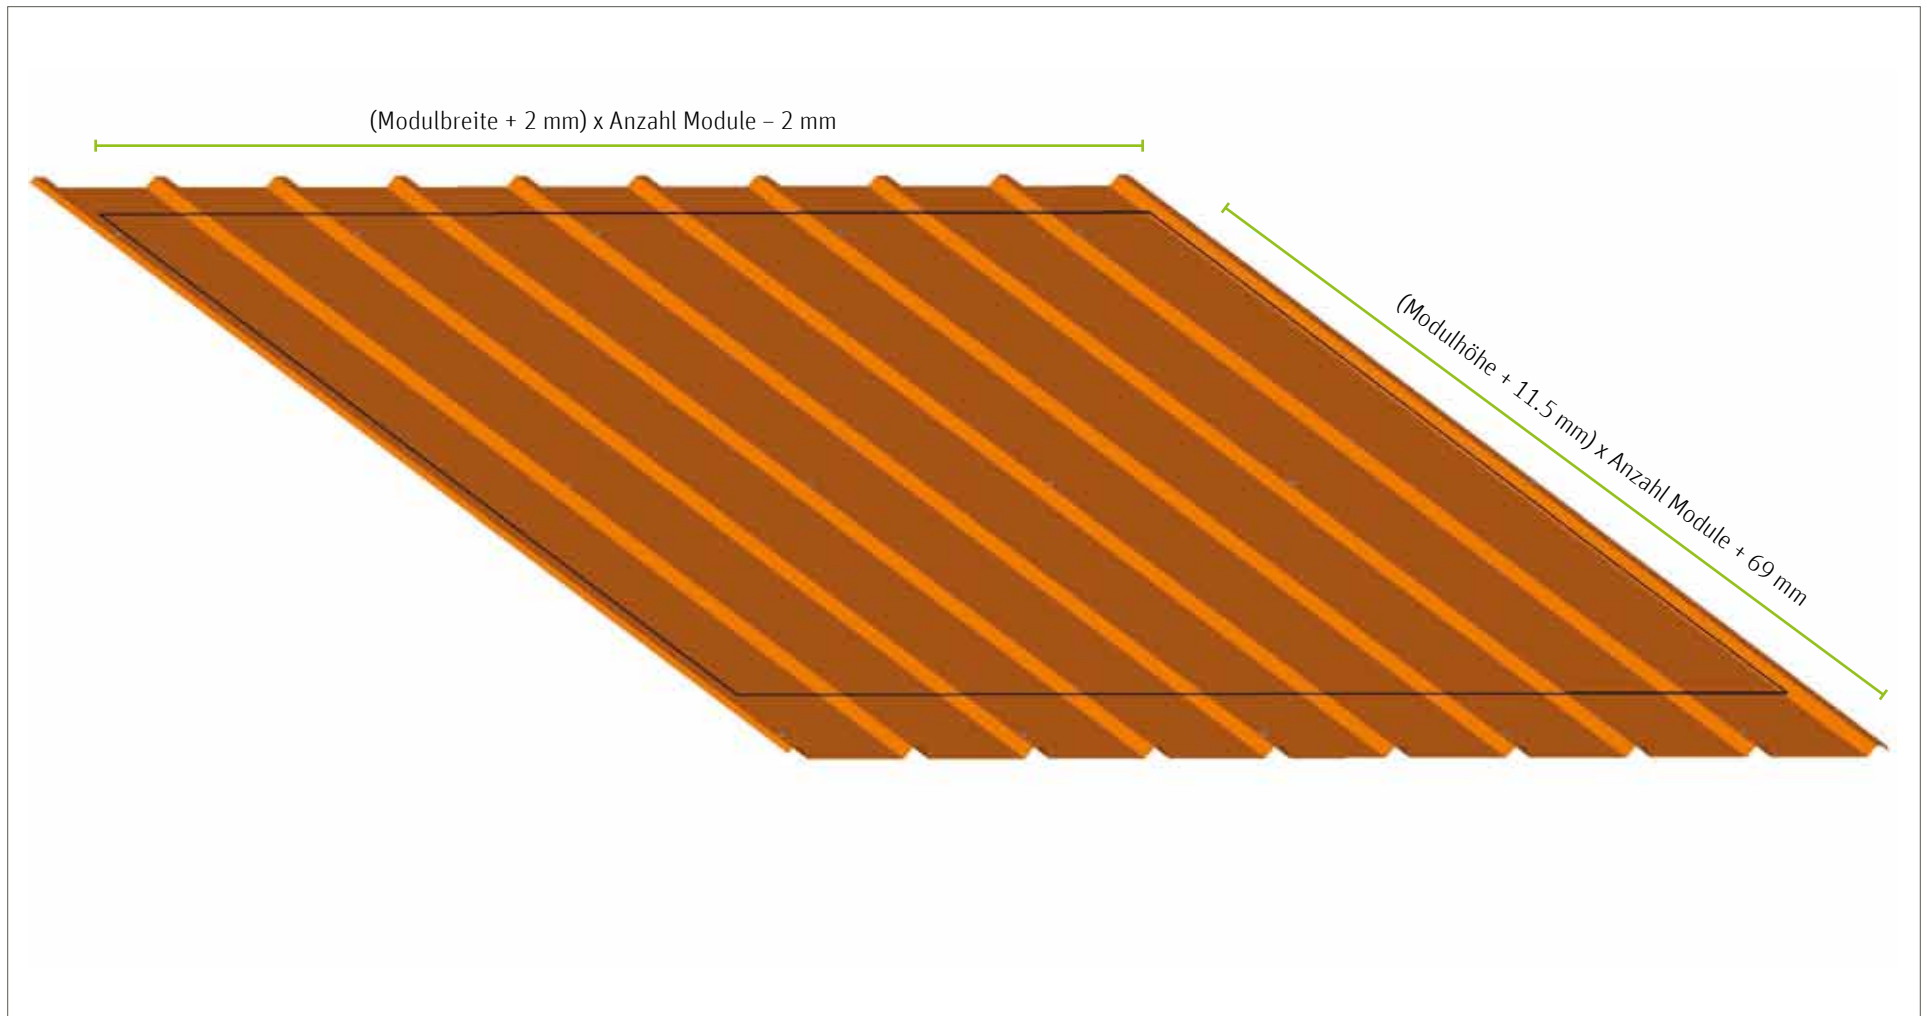 (Modulbreite + 2 mm) x Anzahl Module – 2 mm
(Modulhöhe + 11.5 mm) x Anzahl Module + 69 mm